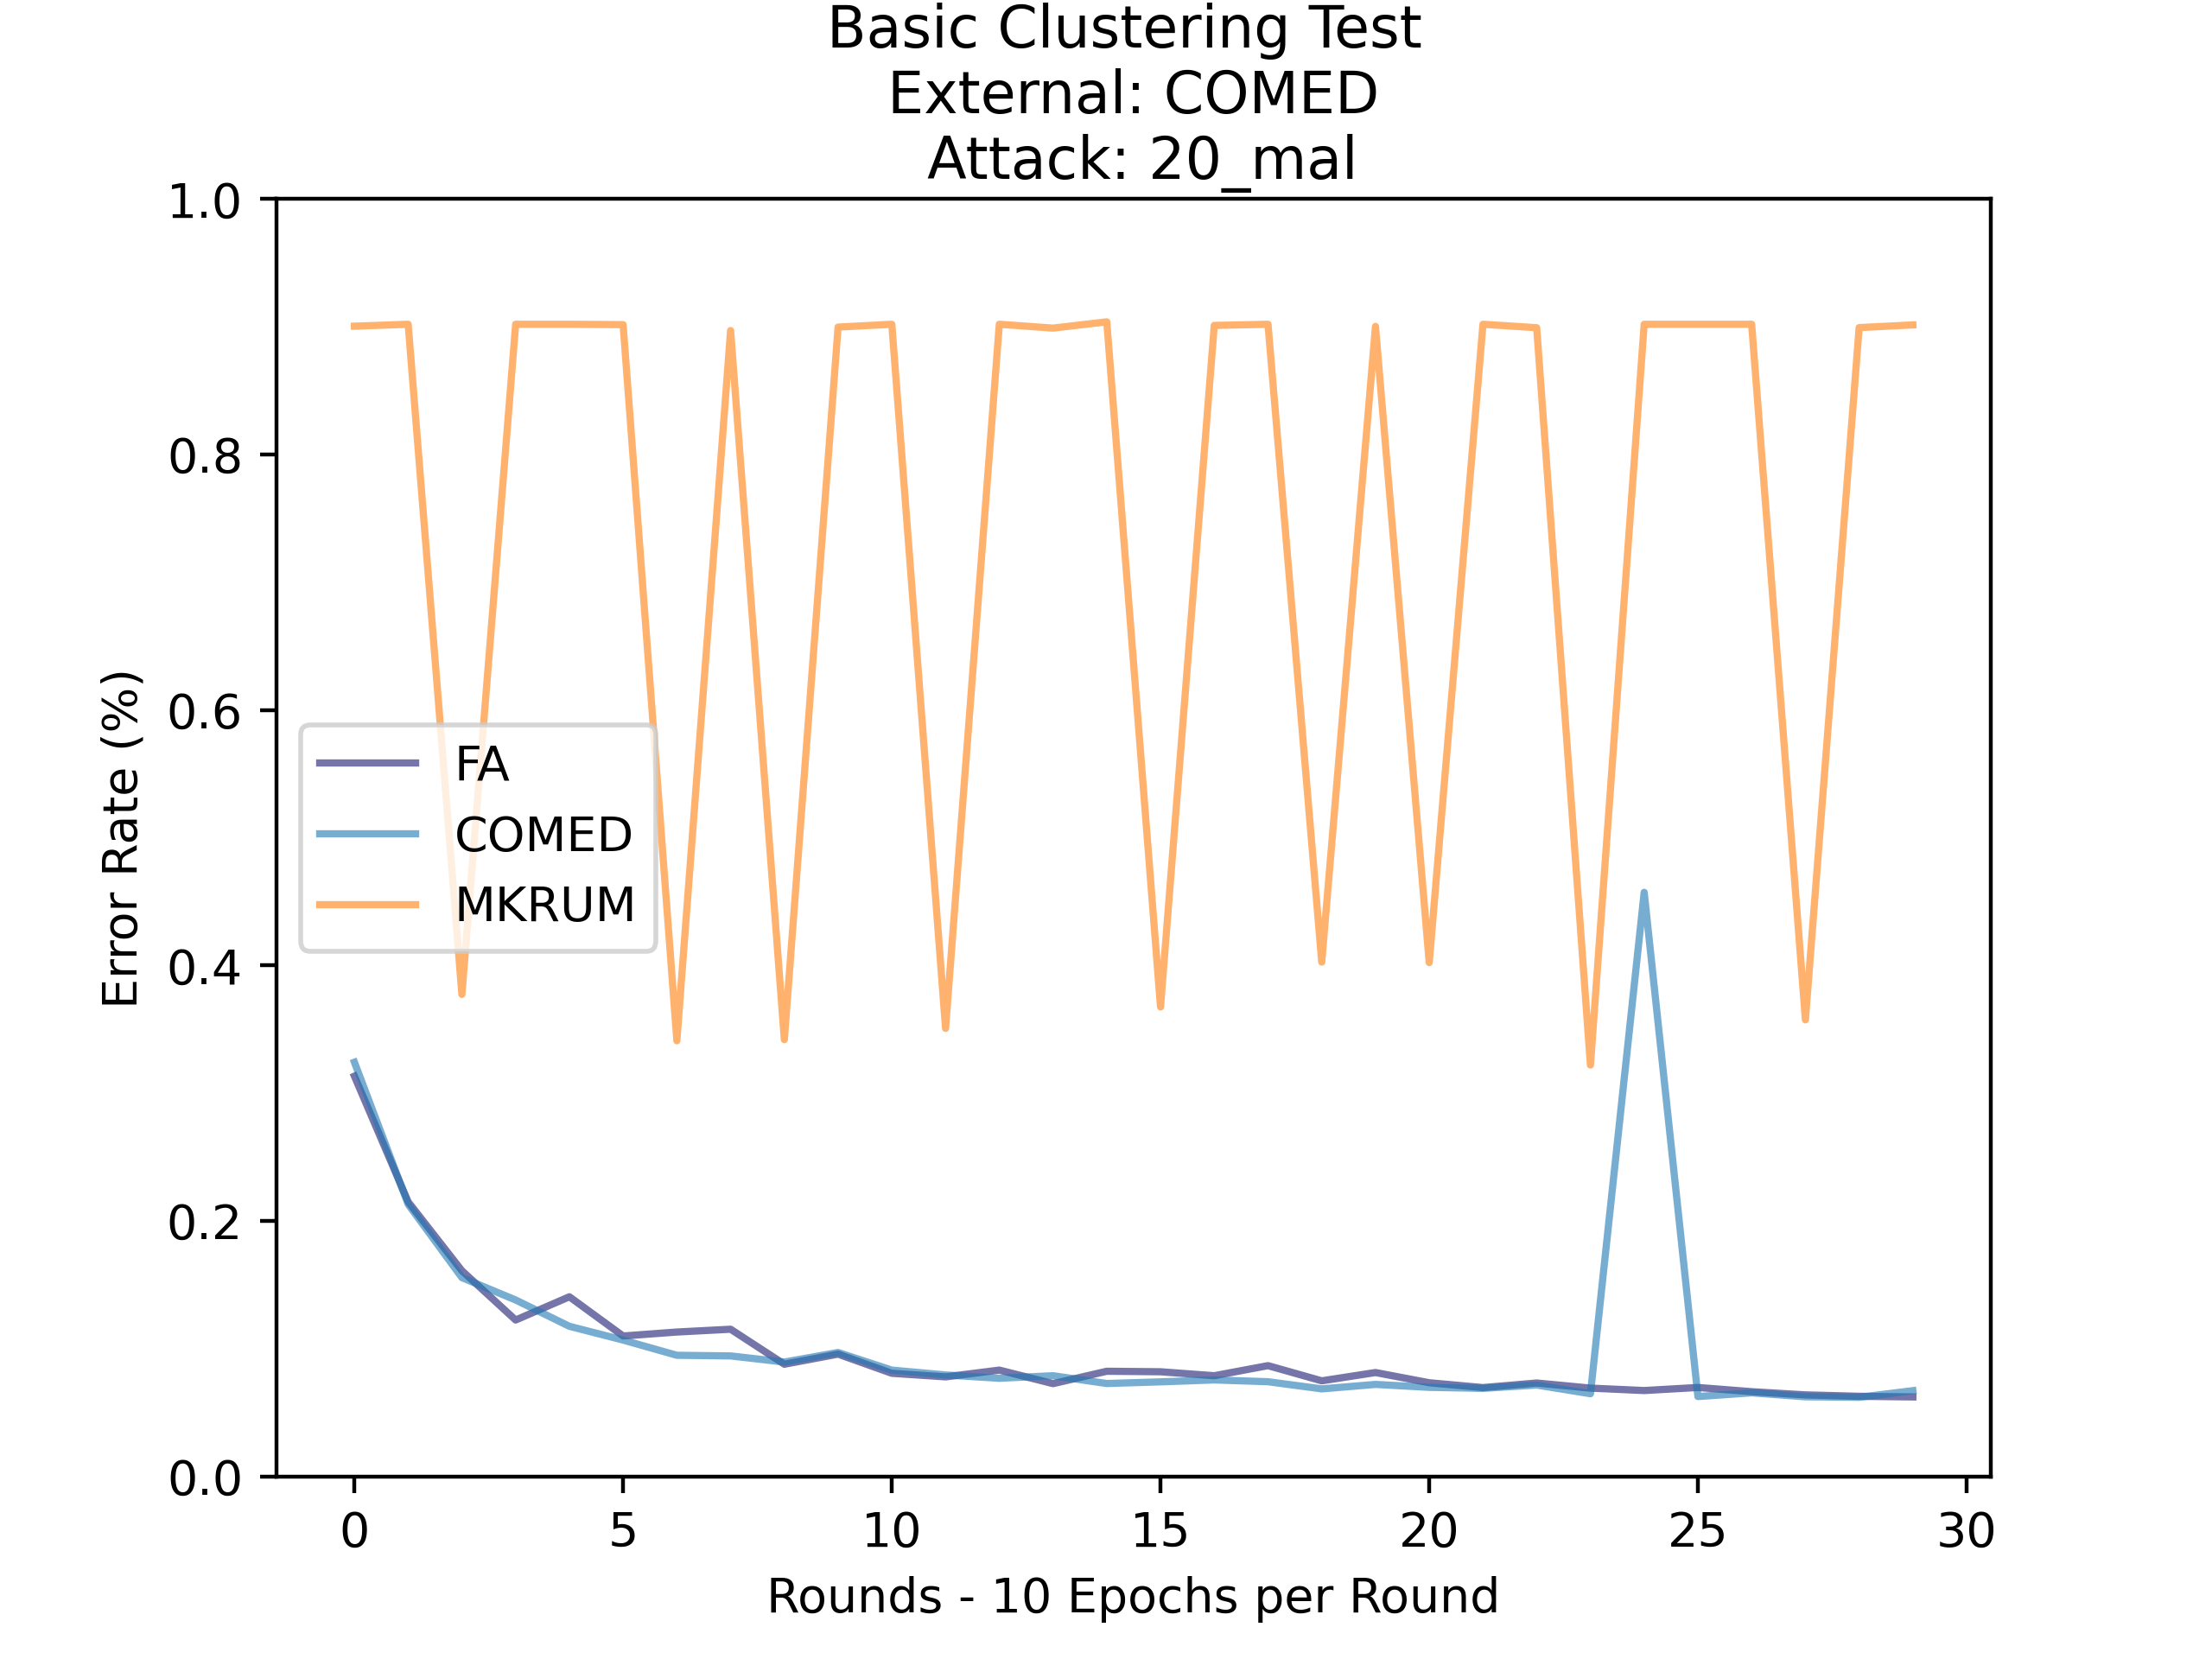 Basic Clustering Test
External: COMED
Attack: 20_mal
1.0
0.8
0.6
0.4
0.2
0.0
Error Rate (%)
FA
COMED
MKRUM
0 5 10 15 20 25 30
Rounds - 10 Epochs per Round